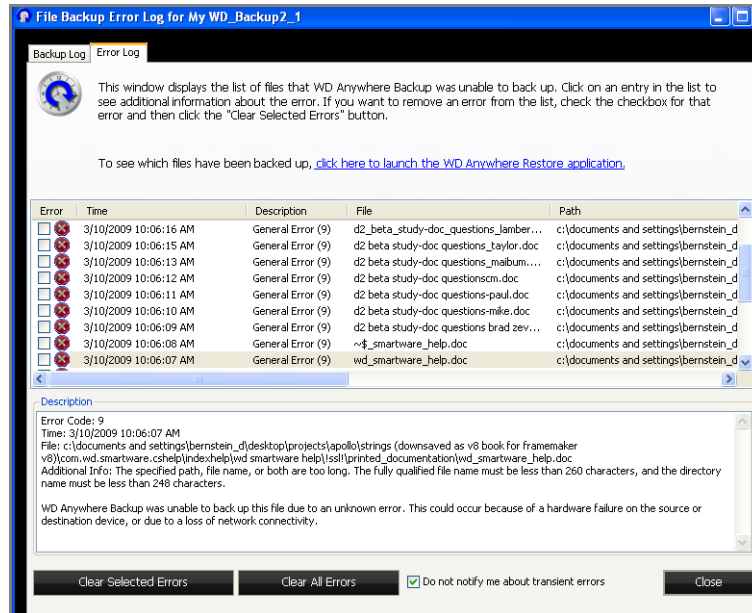 File Backup Error Log for My WD_Backup2_1
Backup Log Error Log
This window displays the list of files that WD Anywhere Backup was unable to back up. Click on an entry in the list to
see additional information about the error. If you want to remove an error from the list, check the checkbox for that
error and then click the "Clear Selected Errors" button.
To see which files have been backed up, click here to launch the WD Anywhere Restore application.
Error Time Description File Path
3/10/2009 10:06:16 AM General Error (9) d2_beta_study-doc_questions_lamber... c:\documents and settings\bernstein_d
3/10/2009 10:06:15 AM General Error (9) d2 beta study-doc questions_taylor.doc c:\documents and settings\bernstein_d
3/10/2009 10:06:13 AM General Error (9) d2 beta study-doc questions_maibum.... c:\documents and settings\bernstein_d
3/10/2009 10:06:12 AM General Error (9) d2 beta study-doc questionscm.doc c:\documents and settings\bernstein_d
3/10/2009 10:06:11 AM General Error (9) d2 beta study-doc questions-paul.doc c:\documents and settings\bernstein_d
3/10/2009 10:06:10 AM General Error (9) d2 beta study-doc questions-mike.doc c:\documents and settings\bernstein_d
3/10/2009 10:06:09 AM General Error (9) d2 beta study-doc questions brad zev... c:\documents and settings\bernstein_d
3/10/2009 10:06:08 AM General Error (9) ~$_smartware_help.doc c:\documents and settings\bernstein_d
3/10/2009 10:06:07 AM General Error (9) wd_smartware_help.doc c:\documents and settings\bernstein_d
Description
Error Code: 9
Time: 3/10/2009 10:06:07 AM
File: c:\documents and settings\bernstein_d\desktop\projects\apollo\strings (downsaved as v8 book for framemaker
v8)\com.wd.smartware.cshelp\indexhelp\wd smartware help\!ssl!\printed_documentation\wd_smartware_help.doc
Additional Info: The specified path, file name, or both are too long. The fully qualified file name must be less than 260 characters, and the directory
name must be less than 248 characters.
WD Anywhere Backup was unable to back up this file due to an unknown error. This could occur because of a hardware failure on the source or
destination device, or due to a loss of network connectivity.
Clear Selected Errors Clear All Errors Do not notify me about transient errors Close